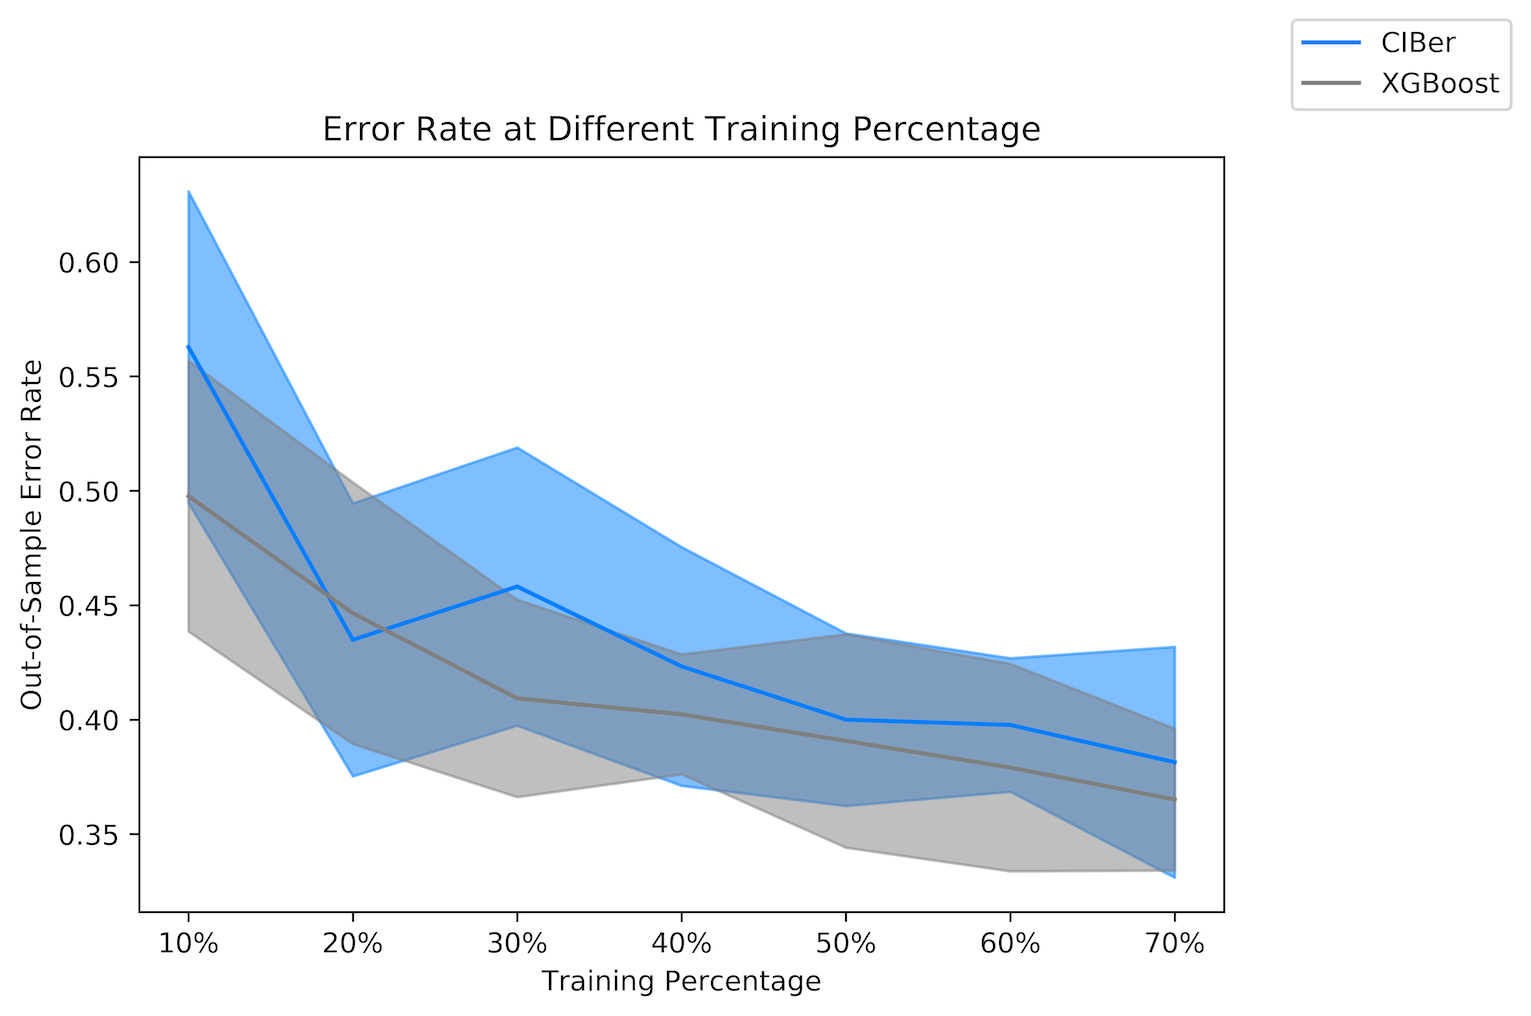 CIBer
XGBoost
Error Rate at Different Training Percentage
Out-of-Sample Error Rate
0.60
0.55
0.50
0.45
0.40
0.35
10% 20% 30% 40% 50% 60% 70%
Training Percentage